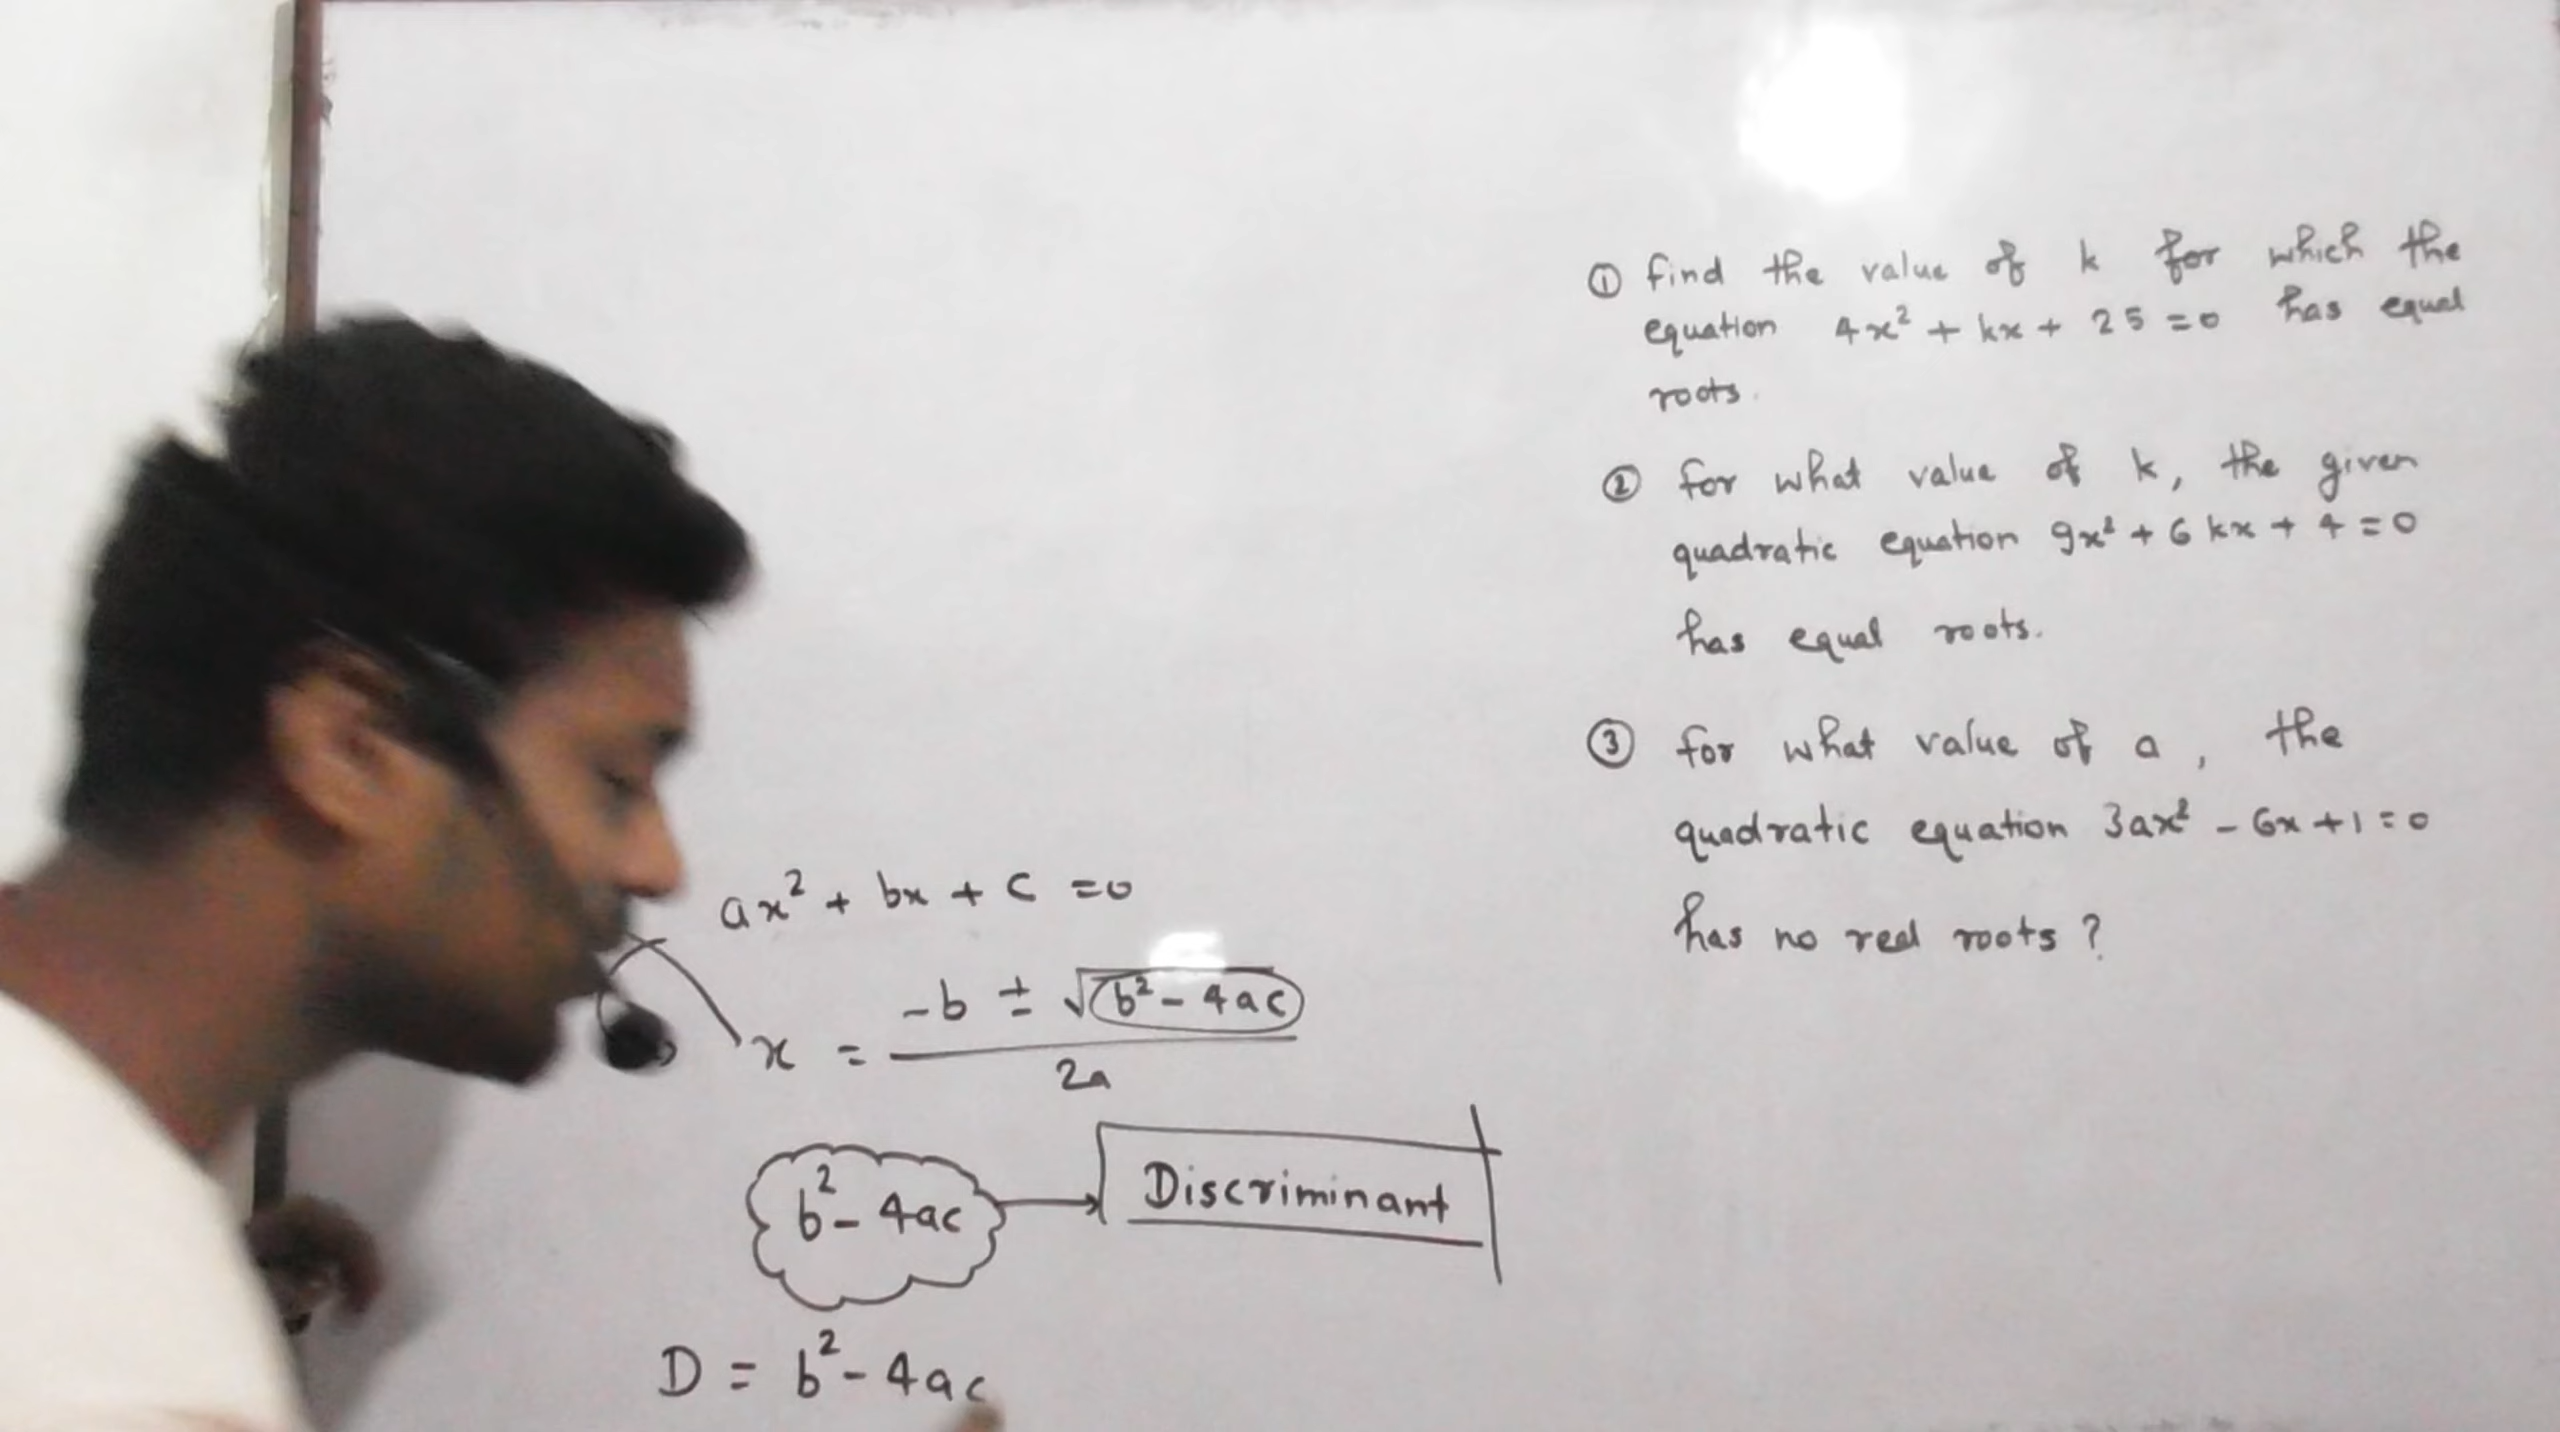 ① find the value of k for which the
equation 4x² + kx + 25 = 0 has equal
roots.
② for what value of k, the given
quadratic equation 9x² + 6kx + 4 = 0
has equal roots.
③ for what value of a, the
quadratic equation 3ax² - 6x + 1 = 0
has no real roots?
ax² + bx + c = 0
x = -b ± √(b² - 4ac) / 2a
b² - 4ac → Discriminant
D = b² - 4ac